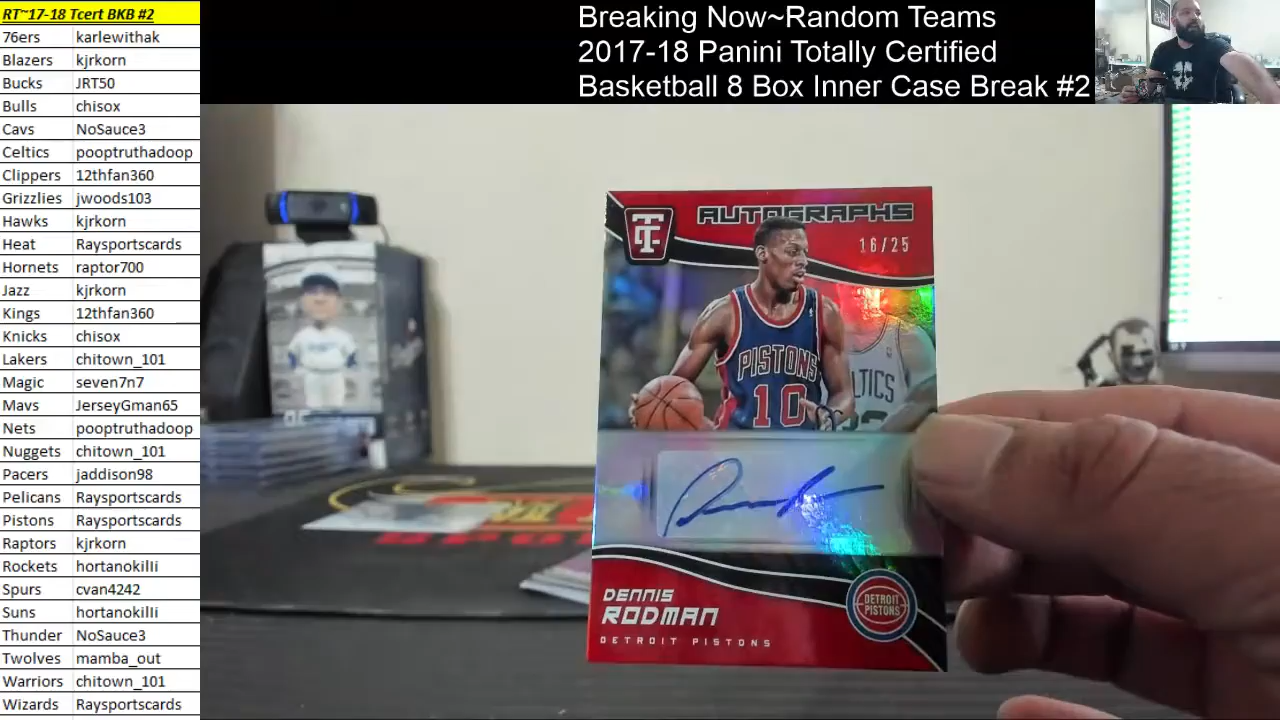 RT~17-18 Tcert BKB #2
76ers karlewithak
Blazers kjrkorn
Bucks JRT50
Bulls chisox
Cavs NoSauce3
Celtics pooptruthadoop
Clippers 12thfan360
Grizzlies jwoods103
Hawks kjrkorn
Heat Raysportscards
Hornets raptor700
Jazz kjrkorn
Kings 12thfan360
Knicks chisox
Lakers chitown_101
Magic seven7n7
Mavs JerseyGman65
Nets pooptruthadoop
Nuggets chitown_101
Pacers jaddison98
Pelicans Raysportscards
Pistons Raysportscards
Raptors kjrkorn
Rockets hortanokilli
Spurs cvan4242
Suns hortanokilli
Thunder NoSauce3
Twolves mamba_out
Warriors chitown_101
Wizards Raysportscards
Breaking Now~Random Teams
2017-18 Panini Totally Certified
Basketball 8 Box Inner Case Break #2
AUTOGRAPHS
16/25
PISTONS
10
LTICS
DENNIS
RODMAN
DETROIT PISTONS
DETROIT
PISTONS